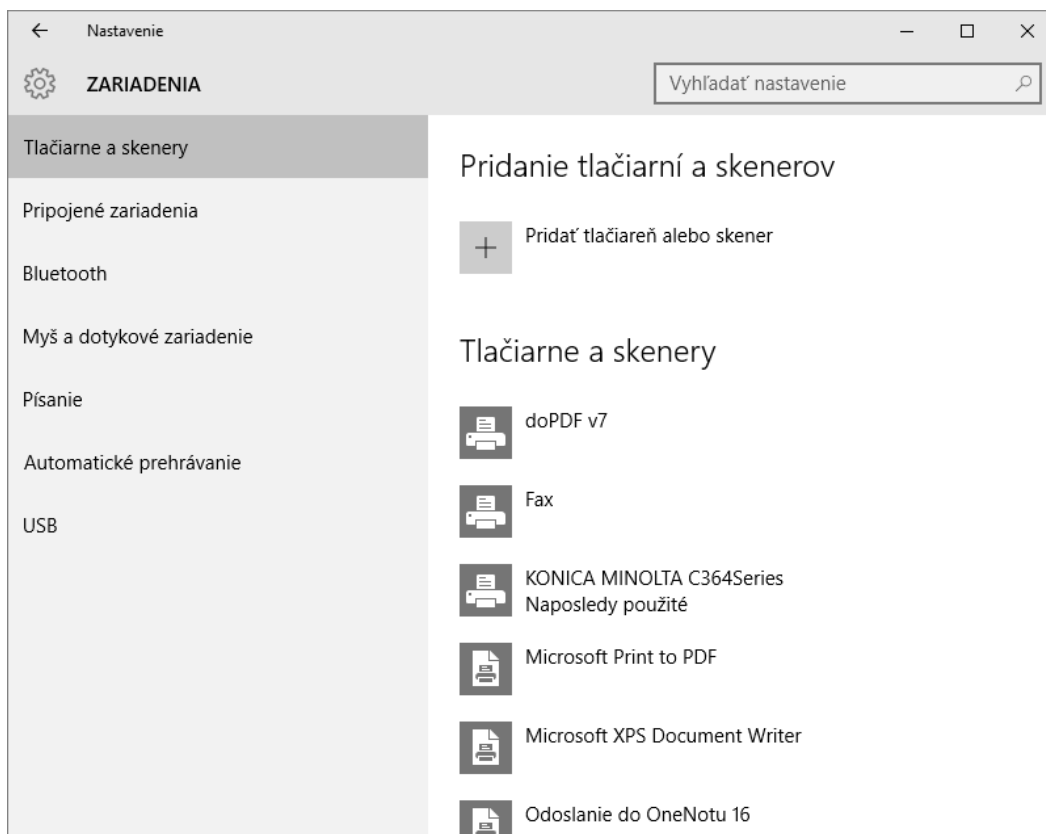 Nastavenie
ZARIADENIA
Vyhľadať nastavenie
Tlačiarne a skenery
Pripojené zariadenia
Bluetooth
Myš a dotykové zariadenie
Písanie
Automatické prehrávanie
USB
Pridanie tlačiarní a skenerov
Pridať tlačiareň alebo skener
Tlačiarne a skenery
doPDF v7
Fax
KONICA MINOLTA C364Series
Naposledy použité
Microsoft Print to PDF
Microsoft XPS Document Writer
Odoslanie do OneNotu 16